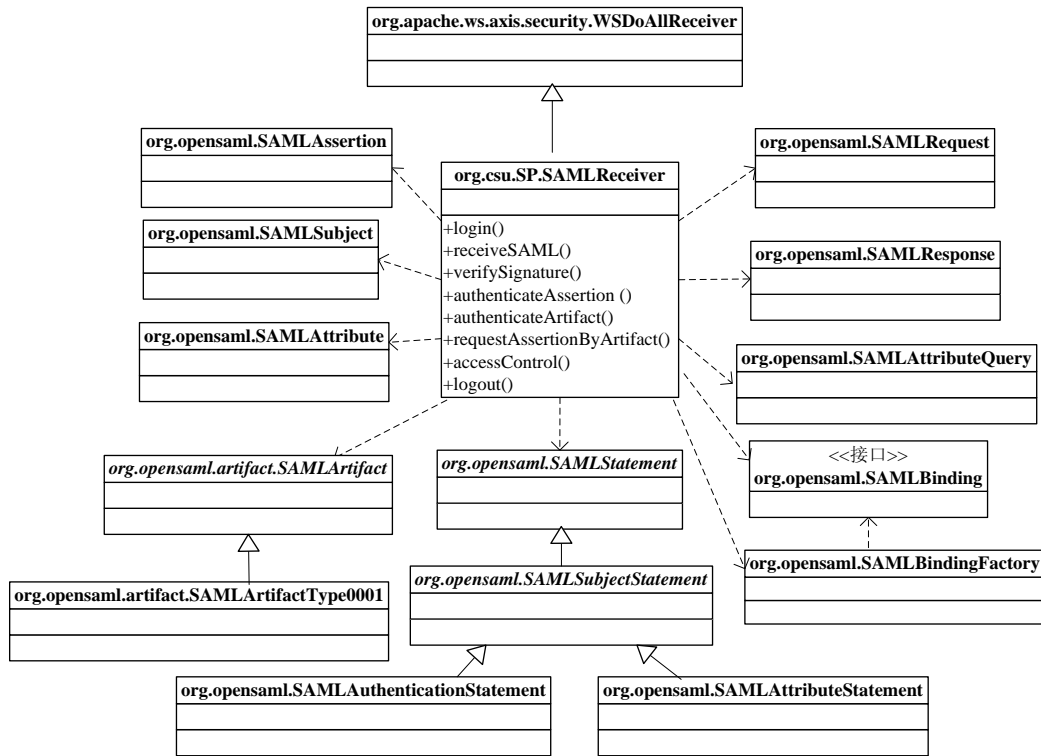 org.apache.ws.axis.security.WSDoAllReceiver
org.opensaml.SAMLAssertion
org.opensaml.SAMLRequest
org.csu.SP.SAMLReceiver
+login()
+receiveSAML()
+verifySignature()
+authenticateAssertion ()
+authenticateArtifact()
+requestAssertionByArtifact()
+accessControl()
+logout()
org.opensaml.SAMLSubject
org.opensaml.SAMLResponse
org.opensaml.SAMLAttribute
org.opensaml.SAMLAttributeQuery
org.opensaml.artifact.SAMLArtifact
org.opensaml.SAMLStatement
<<接口>>
org.opensaml.SAMLBinding
org.opensaml.SAMLBindingFactory
org.opensaml.SAMLSubjectStatement
org.opensaml.artifact.SAMLArtifactType0001
org.opensaml.SAMLAuthenticationStatement
org.opensaml.SAMLAttributeStatement